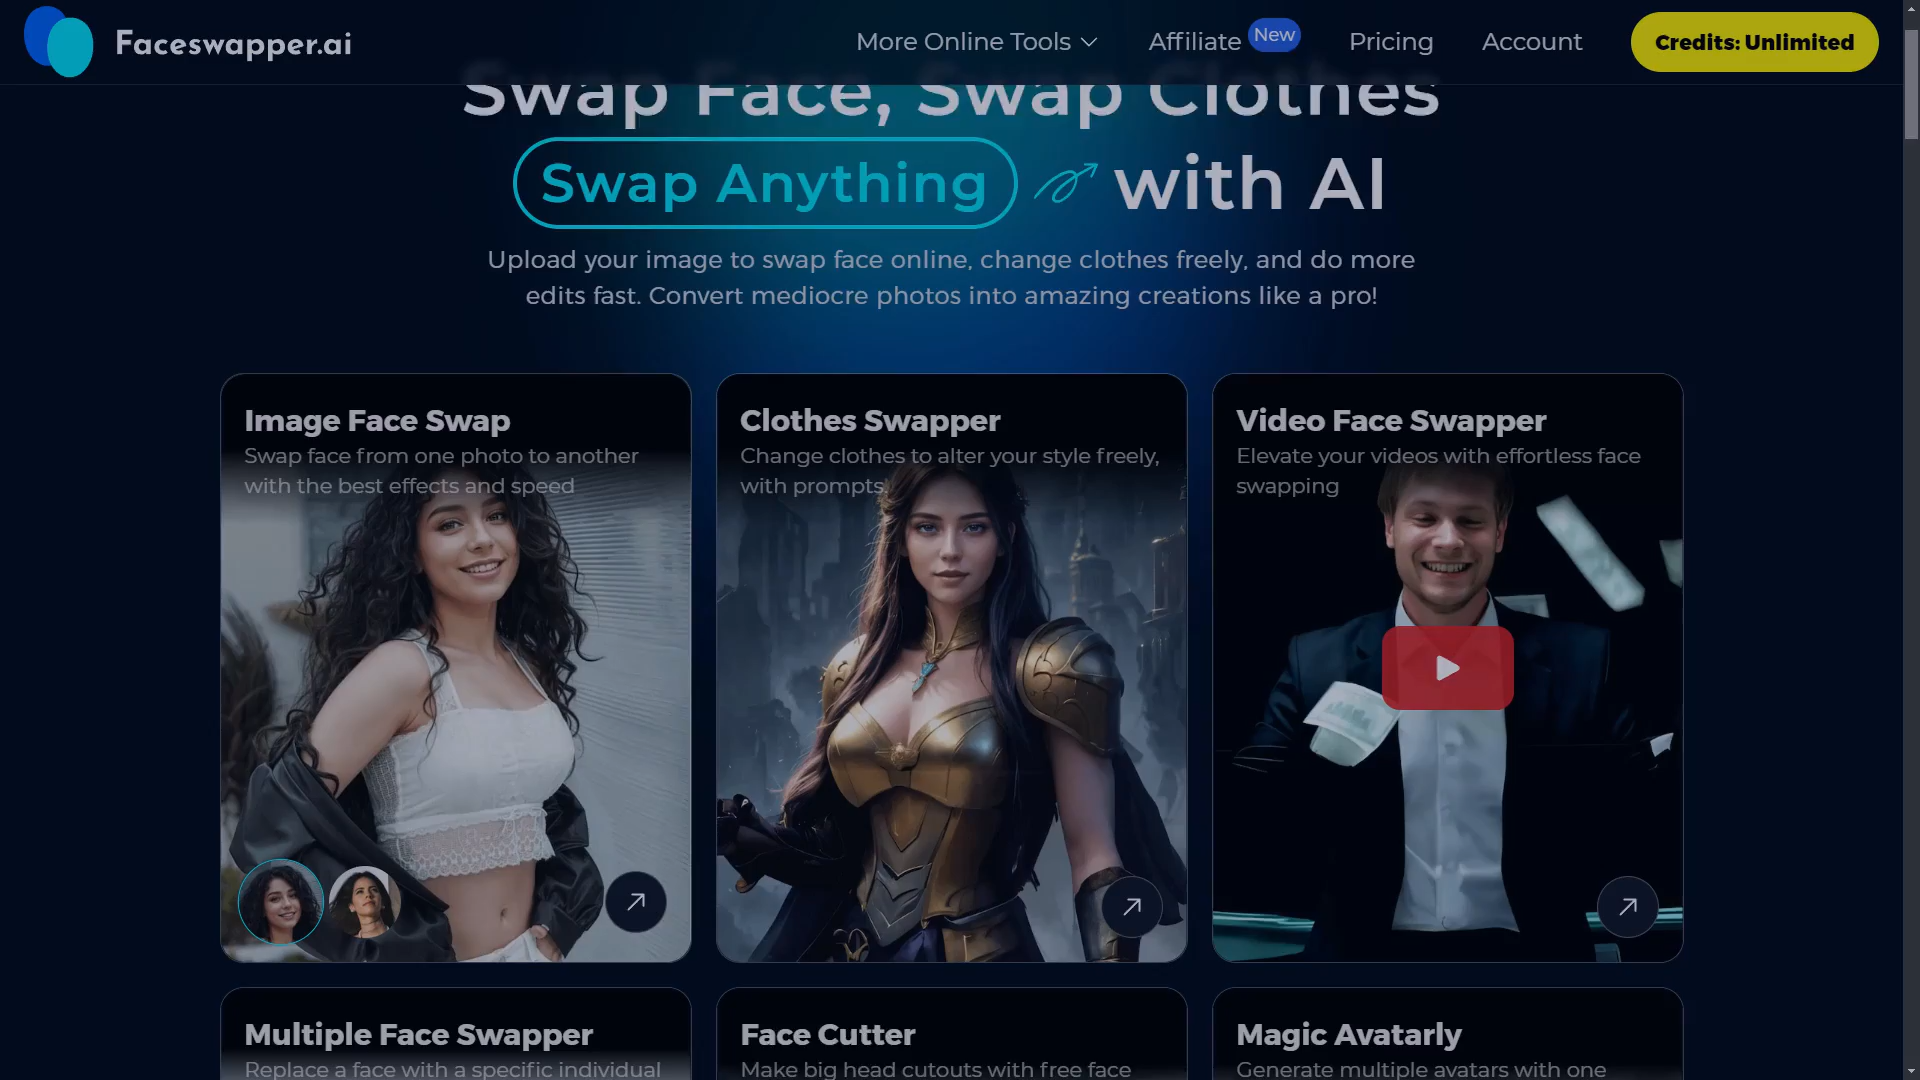 Faceswapper.ai
More Online Tools
Affiliate
New
Pricing
Account
Credits: Unlimited
Swap Face, Swap Clothes
Swap Anything with AI
Upload your image to swap face online, change clothes freely, and do more
edits fast. Convert mediocre photos into amazing creations like a pro!
Image Face Swap
Swap face from one photo to another
with the best effects and speed
Clothes Swapper
Change clothes to alter your style freely,
with prompts.
Video Face Swapper
Elevate your videos with effortless face
swapping
Multiple Face Swapper
Replace a face with a specific individual
Face Cutter
Make big head cutouts with free face
Magic Avatarly
Generate multiple avatars with one